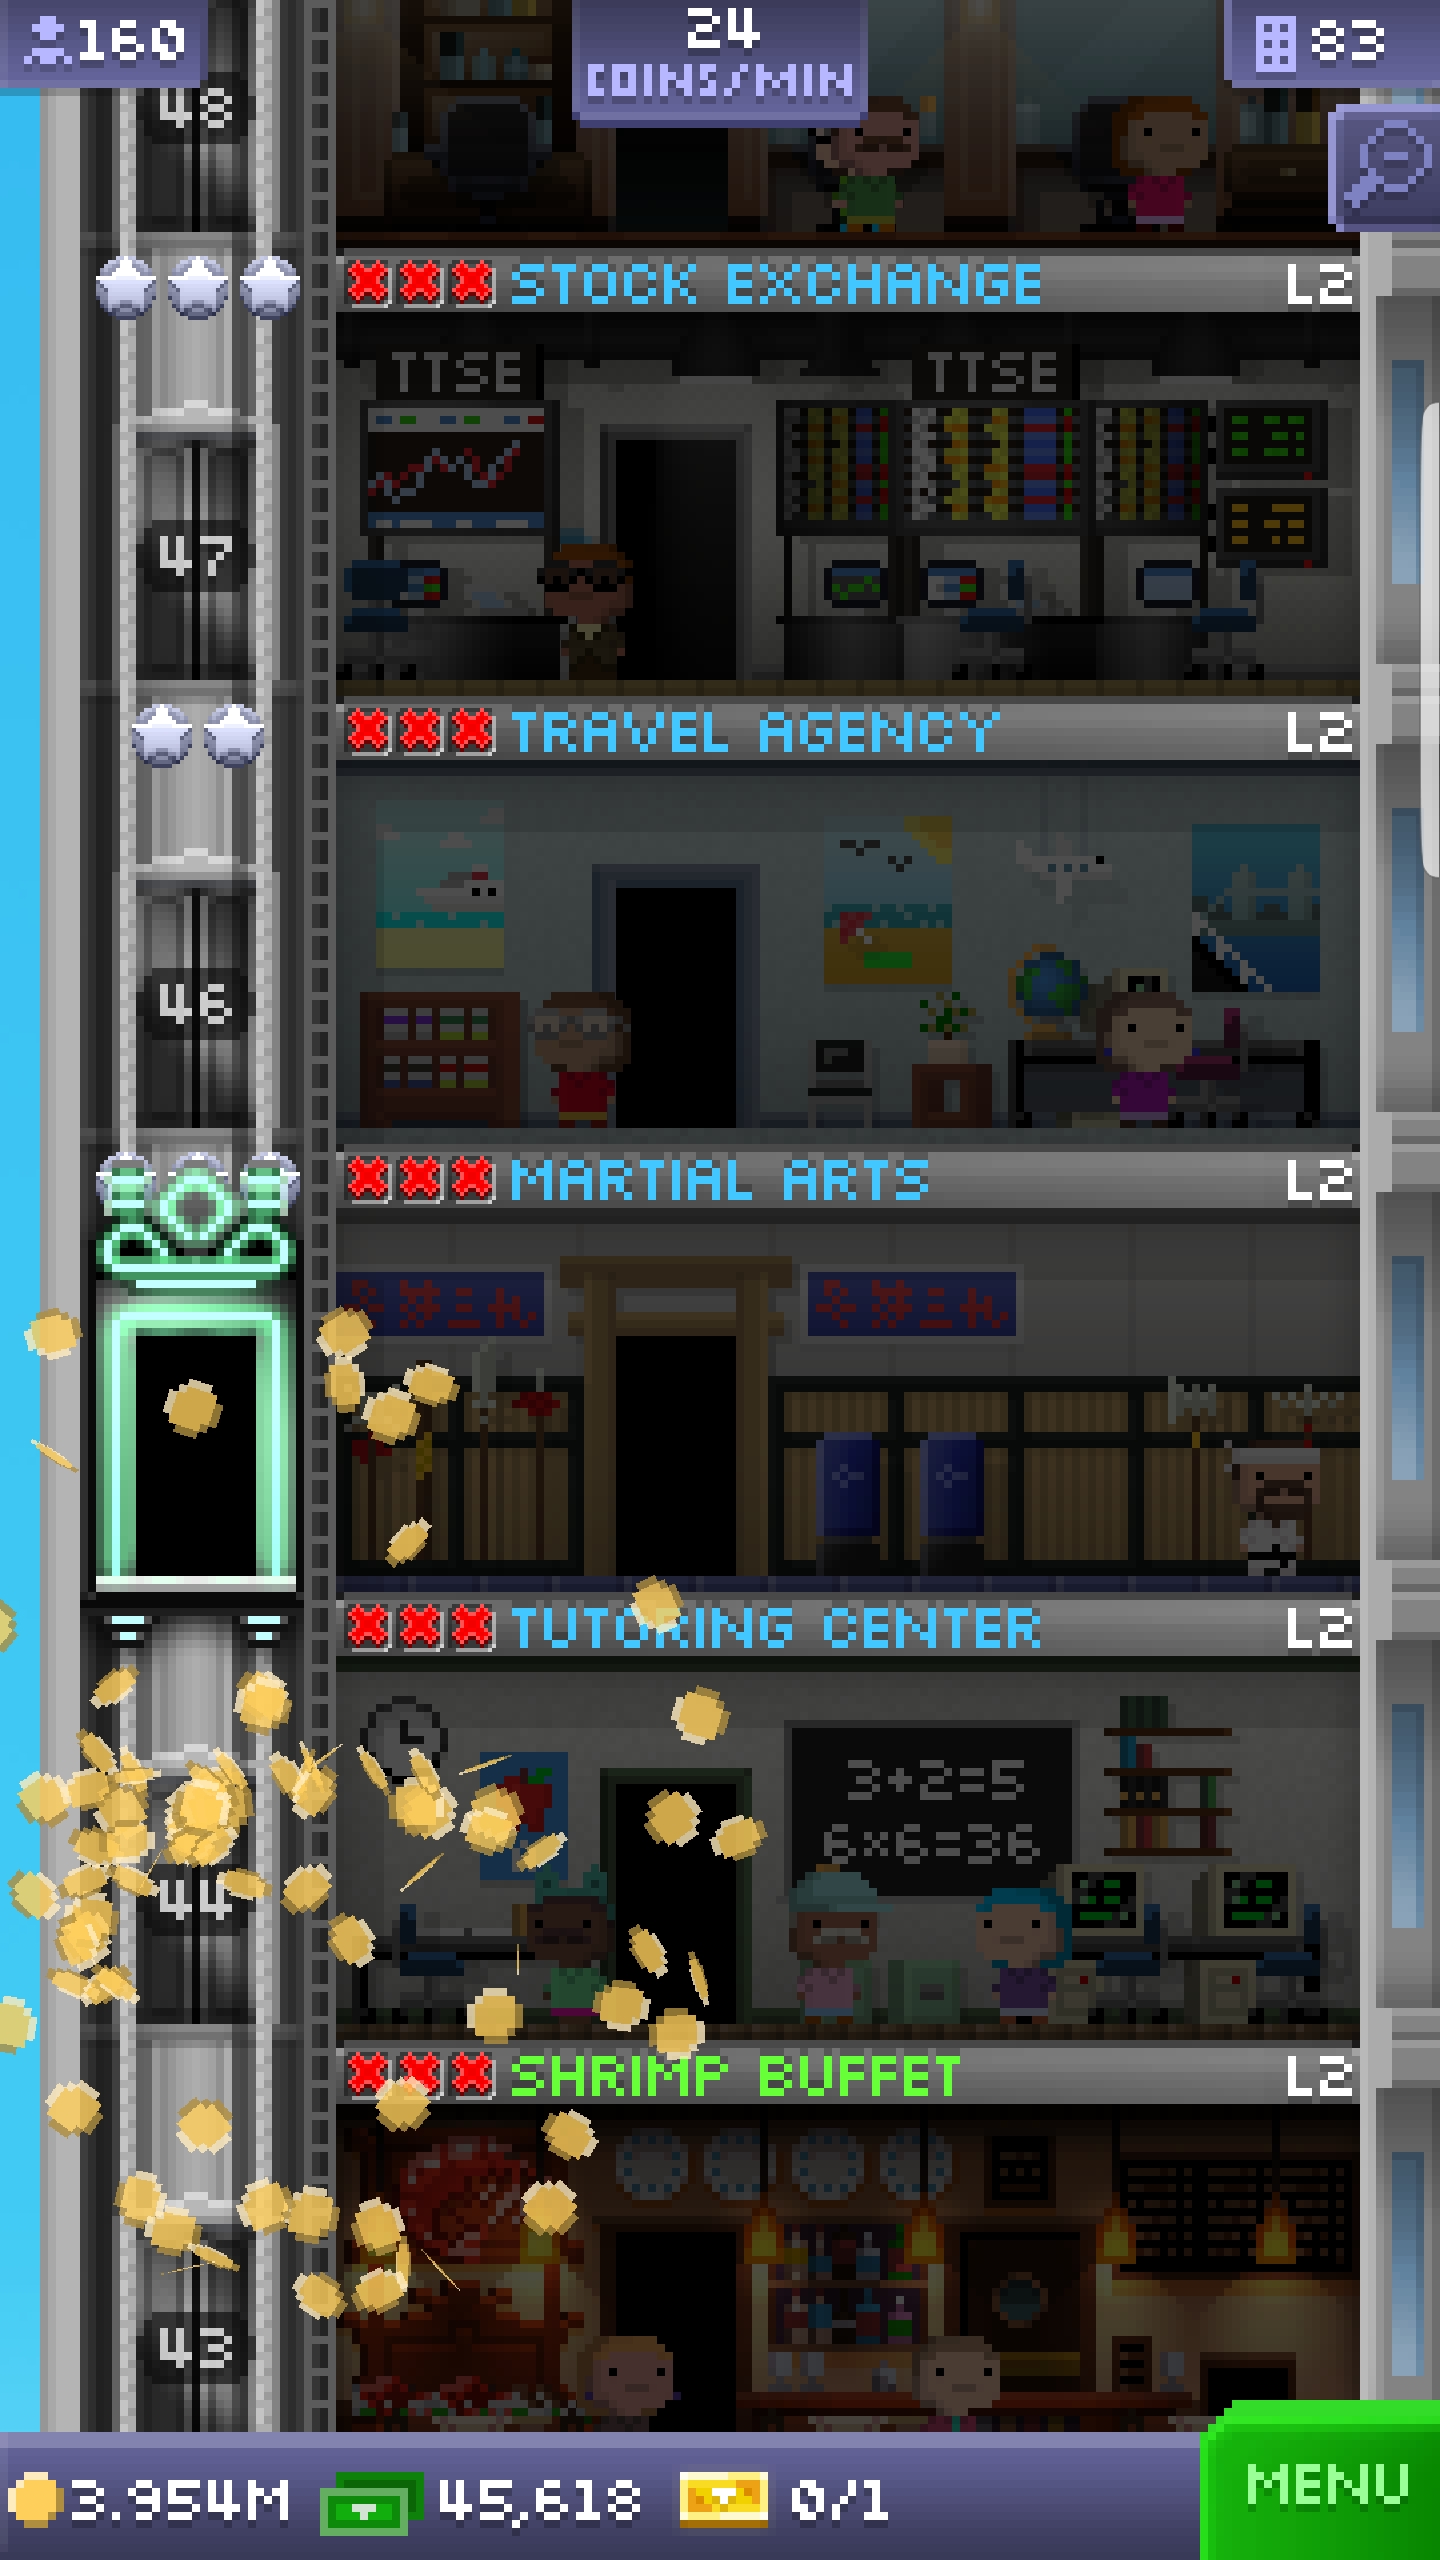 160
24
COINS/MIN
83
48
STOCK EXCHANGE L2
TTSE TTSE
47
TRAVEL AGENCY L2
46
MARTIAL ARTS L2
TUTORING CENTER L2
3+2=5
6×6=36
44
SHRIMP BUFFET L2
43
3.954M 45,618 0/1
MENU